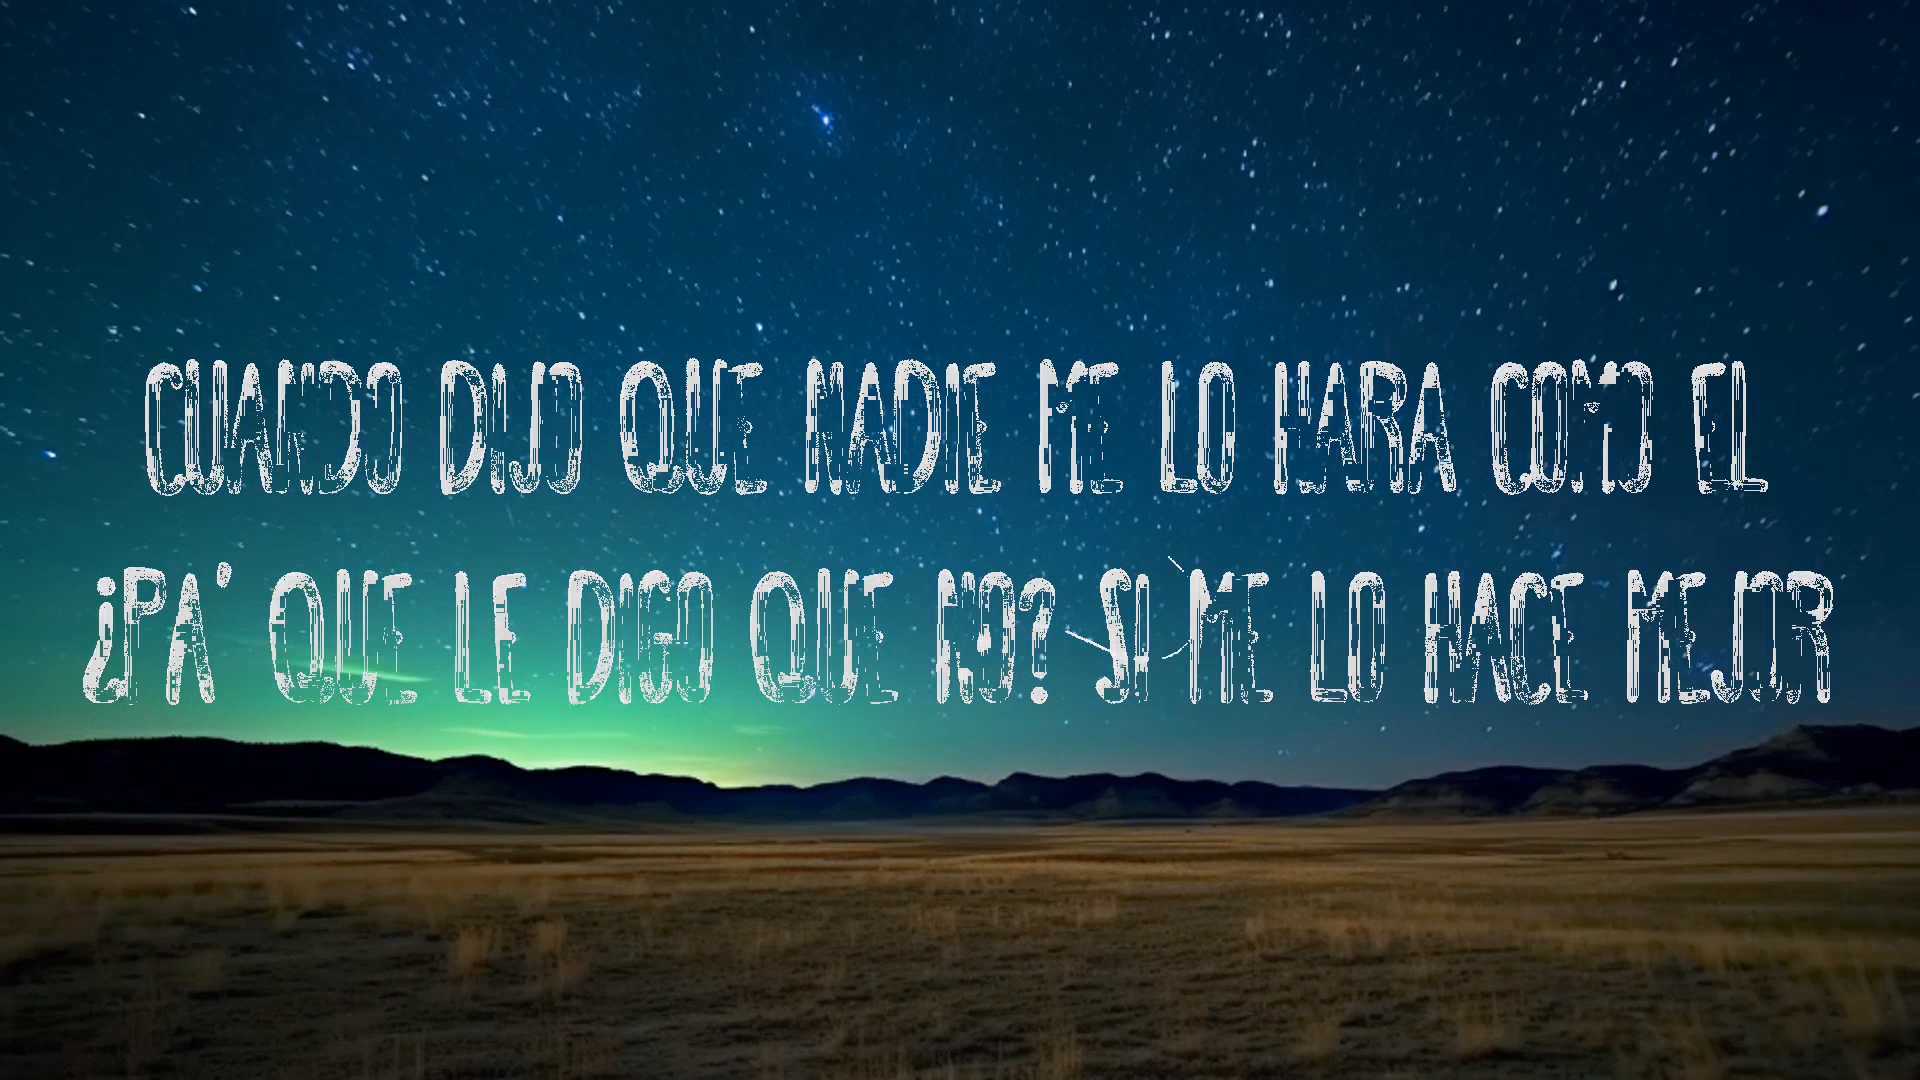 CUANDO DIJO QUE NADIE ME LO HARA COMO EL
¿PA' QUE LE DIGO QUE NO? SI ME LO HACE MEJOR